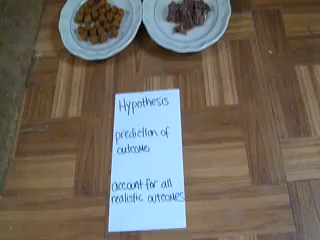 Hypothesis
prediction of
outcome
account for all
realistic outcomes